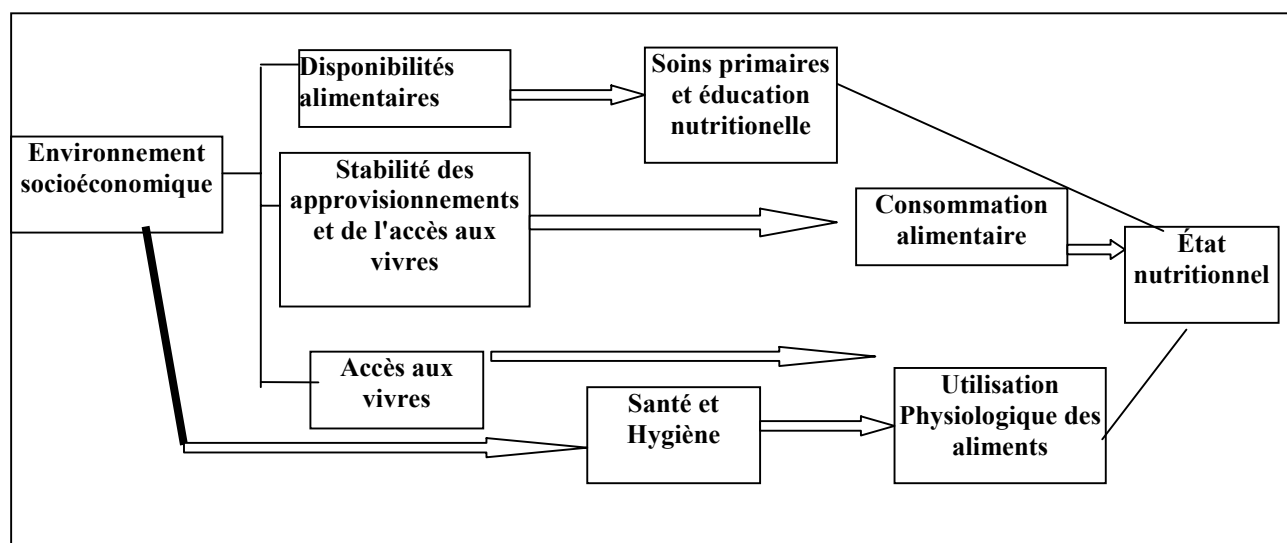 Disponibilités
alimentaires
Soins primaires
et éducation
nutritionelle
Environnement
socioéconomique
Stabilité des
approvisionnements
et de l'accès aux
vivres
Consommation
alimentaire
État
nutritionnel
Accès aux
vivres
Santé et
Hygiène
Utilisation
Physiologique des
aliments